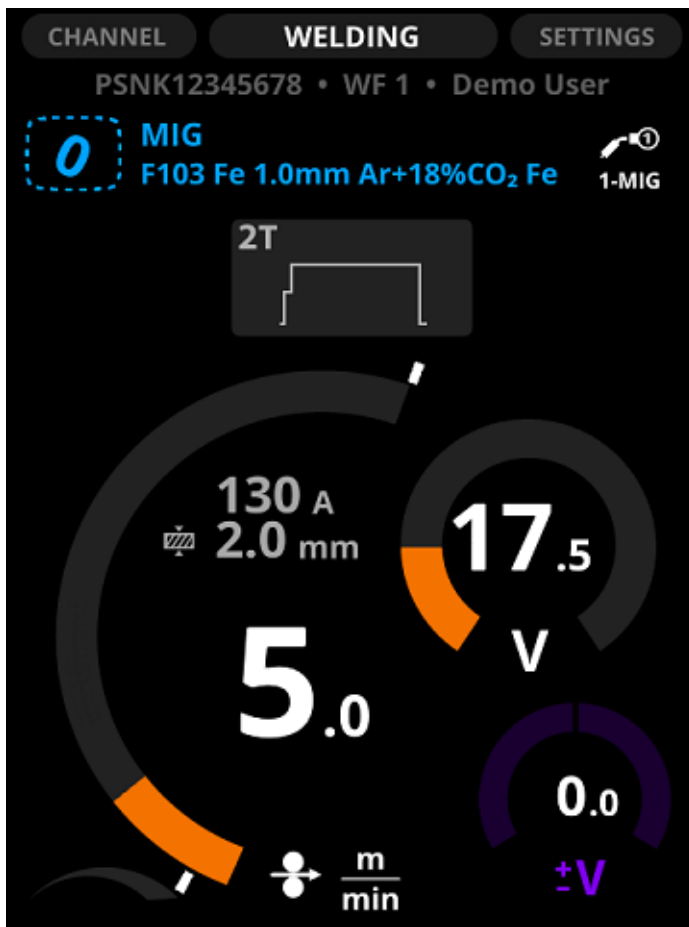 CHANNEL WELDING SETTINGS
PSNK12345678 • WF 1 • Demo User
0 MIG
F103 Fe 1.0mm Ar+18%CO₂ Fe
1
1-MIG
2T
130 A
2.0 mm
17.5
V
5.0
m
min
0.0
±V